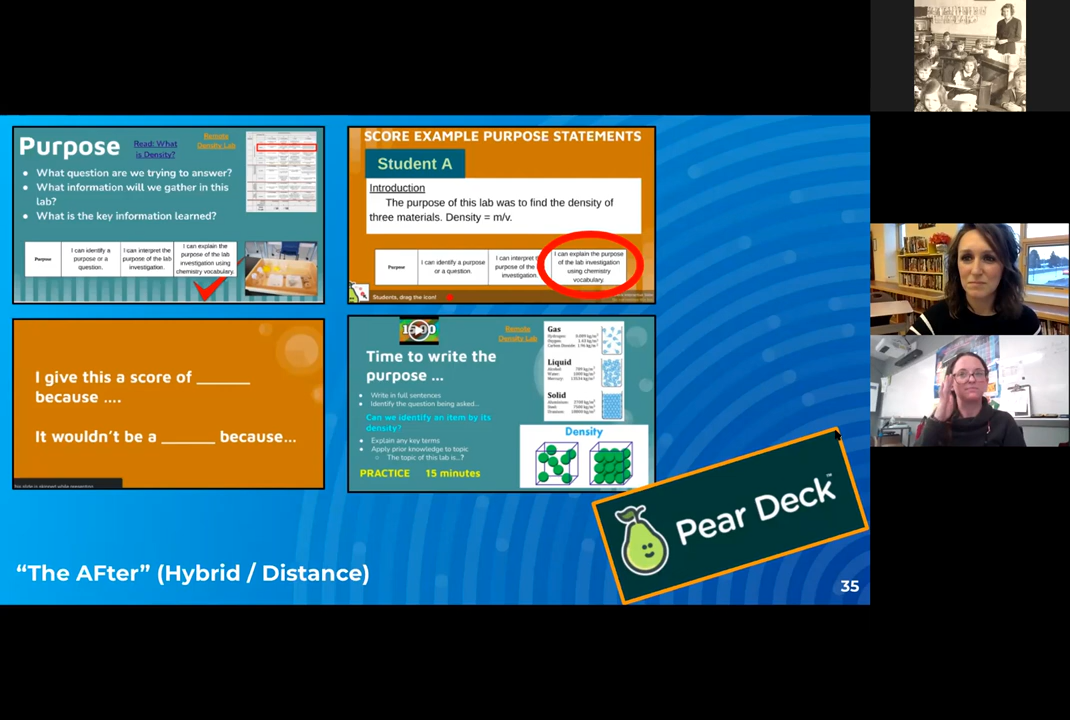 Purpose
Read: What
is Density?
Remote
Density Lab
● What question are we trying to answer?
● What information will we gather in this
lab?
● What is the key information learned?
Purpose
I can identify a
purpose or a
question.
I can interpret the
purpose of the lab
investigation.
I can explain the
purpose of the lab
investigation using
chemistry vocabulary.
SCORE EXAMPLE PURPOSE STATEMENTS
Student A
Introduction
The purpose of this lab was to find the density of
three materials. Density = m/v.
Purpose
I can identify a purpose
or a question.
I can interpret
purpose of the
investigation
I can explain the purpose
of the lab investigation
using chemistry
vocabulary.
Students, drag the icon!
I give this a score of ______
because ....
It wouldn't be a ______ because...
Remote
Density Lab
Time to write the
purpose ...
● Write in full sentences
● Identify the question being asked...
Can we identify an item by its
density?
● Explain any key terms
● Apply prior knowledge to topic
○ The topic of this lab is...?
PRACTICE 15 minutes
Gas
Liquid
Solid
Density
Pear Deck
“The AFter” (Hybrid / Distance)
35